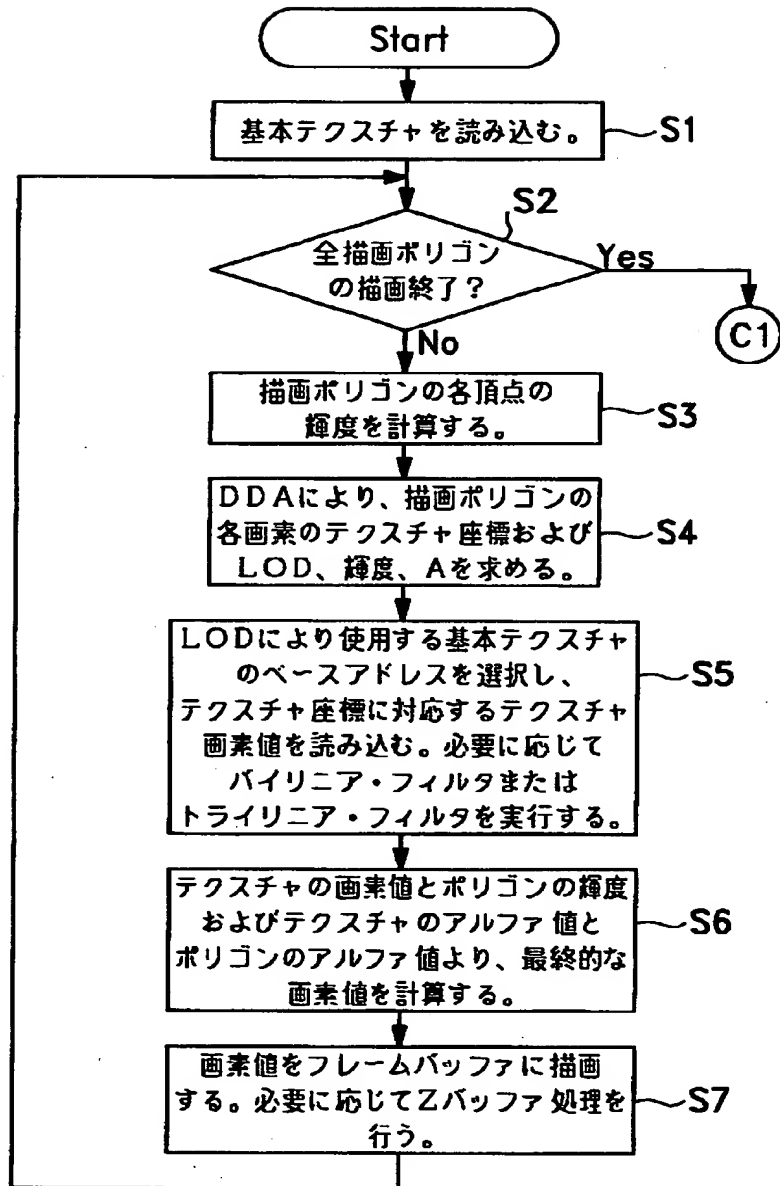 Start
基本テクスチャを読み込む。
S1
S2
全描画ポリゴン
の描画終了？
Yes
C1
No
描画ポリゴンの各頂点の
輝度を計算する。
S3
DDAにより、描画ポリゴンの
各画素のテクスチャ座標および
LOD、輝度、Aを求める。
S4
LODにより使用する基本テクスチャ
のベースアドレスを選択し、
テクスチャ座標に対応するテクスチャ
画素値を読み込む。必要に応じて
バイリニア・フィルタまたは
トライリニア・フィルタを実行する。
S5
テクスチャの画素値とポリゴンの輝度
およびテクスチャのアルファ値と
ポリゴンのアルファ値より、最終的な
画素値を計算する。
S6
画素値をフレームバッファに描画
する。必要に応じてZバッファ処理を
行う。
S7